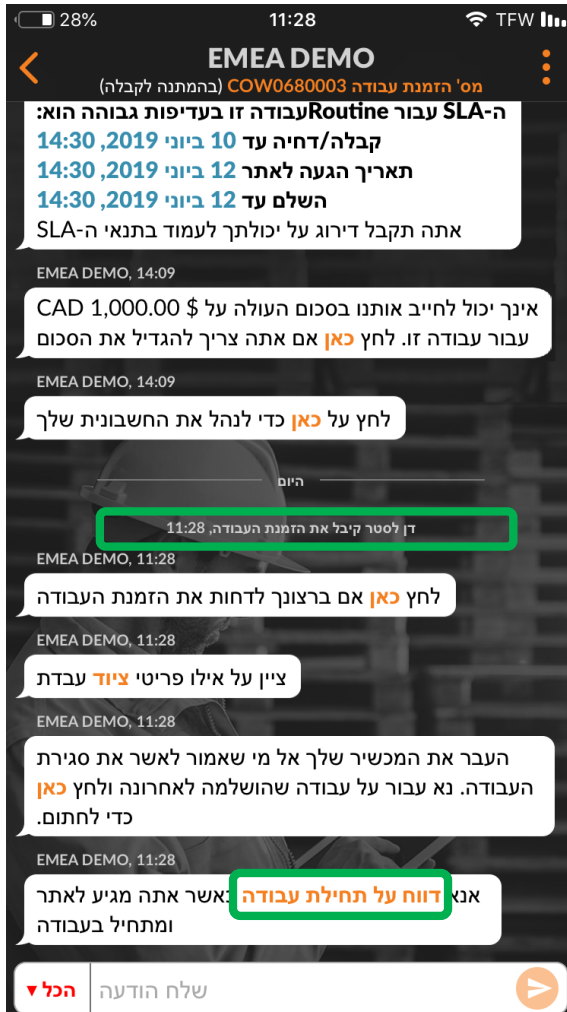 28%
11:28
TFW
EMEA DEMO
מס' הזמנת עבודה COW0680003 (בהמתנה לקבלה)
ה-SLA עבור Routineעבודה זו בעדיפות גבוהה הוא:
קבלה/דחיה עד 10 ביוני 2019, 14:30
תאריך הגעה לאתר 12 ביוני 2019, 14:30
השלם עד 12 ביוני 2019, 14:30
אתה תקבל דירוג על יכולתך לעמוד בתנאי ה-SLA
EMEA DEMO, 14:09
אינך יכול לחייב אותנו בסכום העולה על $ CAD 1,000.00
עבור עבודה זו. לחץ כאן אם אתה צריך להגדיל את הסכום
EMEA DEMO, 14:09
לחץ על כאן כדי לנהל את החשבונית שלך
היום
דן לסטר קיבל את הזמנת העבודה, 11:28
EMEA DEMO, 11:28
לחץ כאן אם ברצונך לדחות את הזמנת העבודה
EMEA DEMO, 11:28
ציין על אילו פריטי ציוד עבדת
EMEA DEMO, 11:28
העבר את המכשיר שלך אל מי שאמור לאשר את סגירת
העבודה. נא עבור על עבודה שהושלמה לאחרונה ולחץ כאן
כדי לחתום.
EMEA DEMO, 11:28
אנא דווח על תחילת עבודה כאשר אתה מגיע לאתר
ומתחיל בעבודה
הכל
שלח הודעה